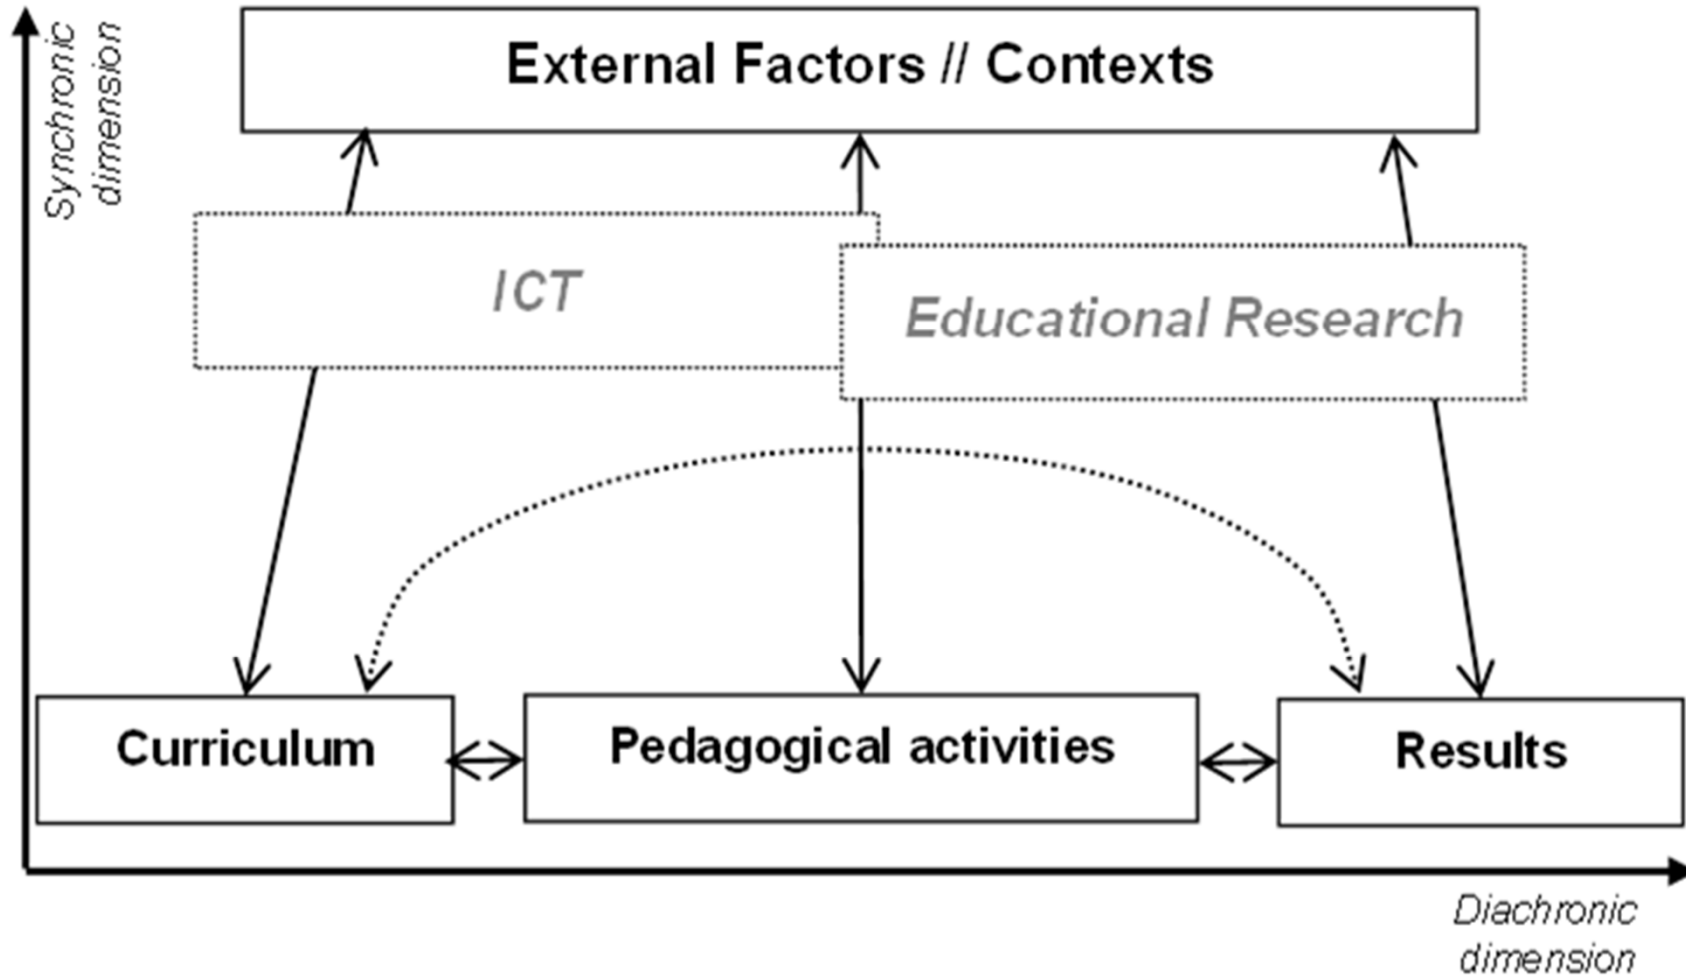 Synchronic
dimension
External Factors // Contexts
ICT
Educational Research
Curriculum
Pedagogical activities
Results
Diachronic
dimension